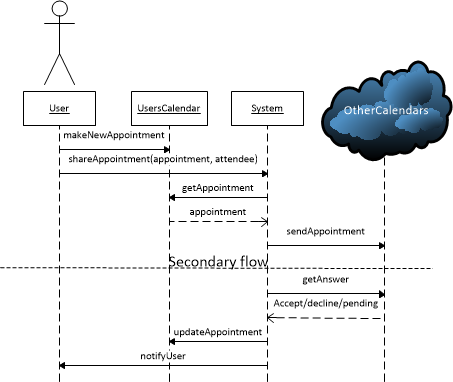 User
UsersCalendar
System
OtherCalendars
makeNewAppointment
shareAppointment(appointment, attendee)
getAppointment
appointment
sendAppointment
Secondary flow
getAnswer
Accept/decline/pending
updateAppointment
notifyUser